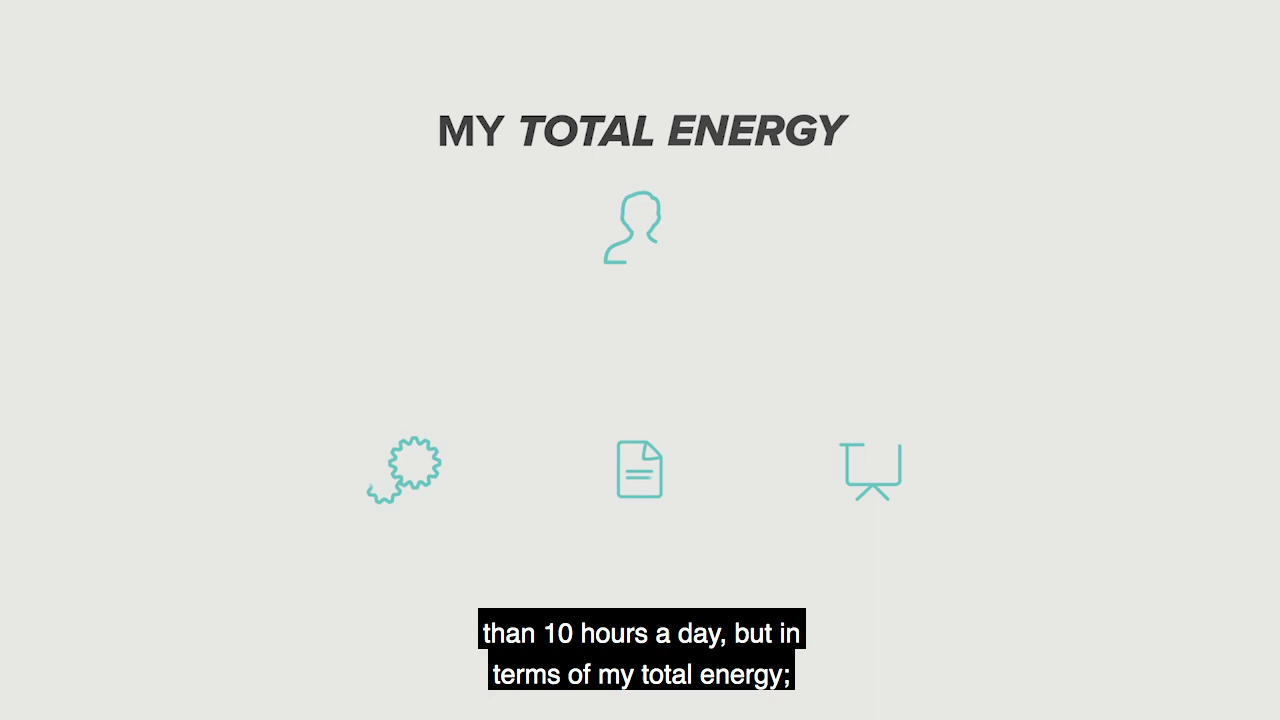 MY TOTAL ENERGY
than 10 hours a day, but in
terms of my total energy;